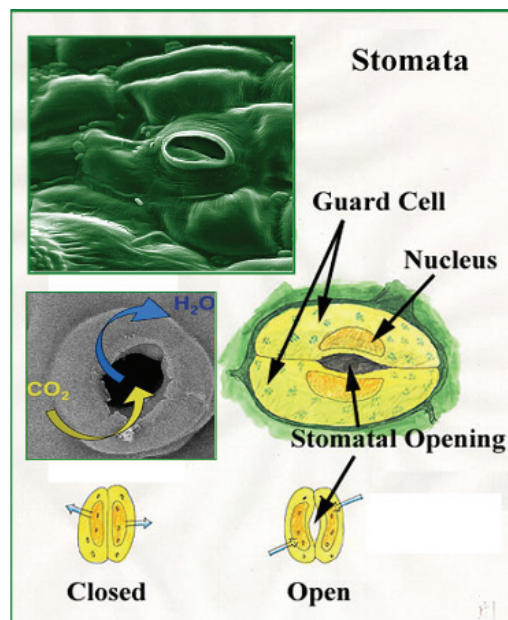 Stomata
Guard Cell
Nucleus
H₂O
CO₂
Stomatal Opening
Closed
Open